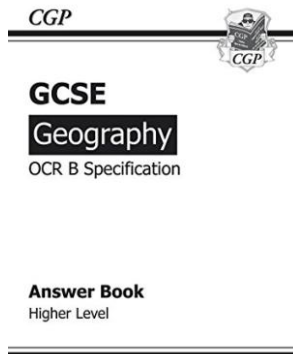 CGP
CGP
GCSE
Geography
OCR B Specification
Answer Book
Higher Level